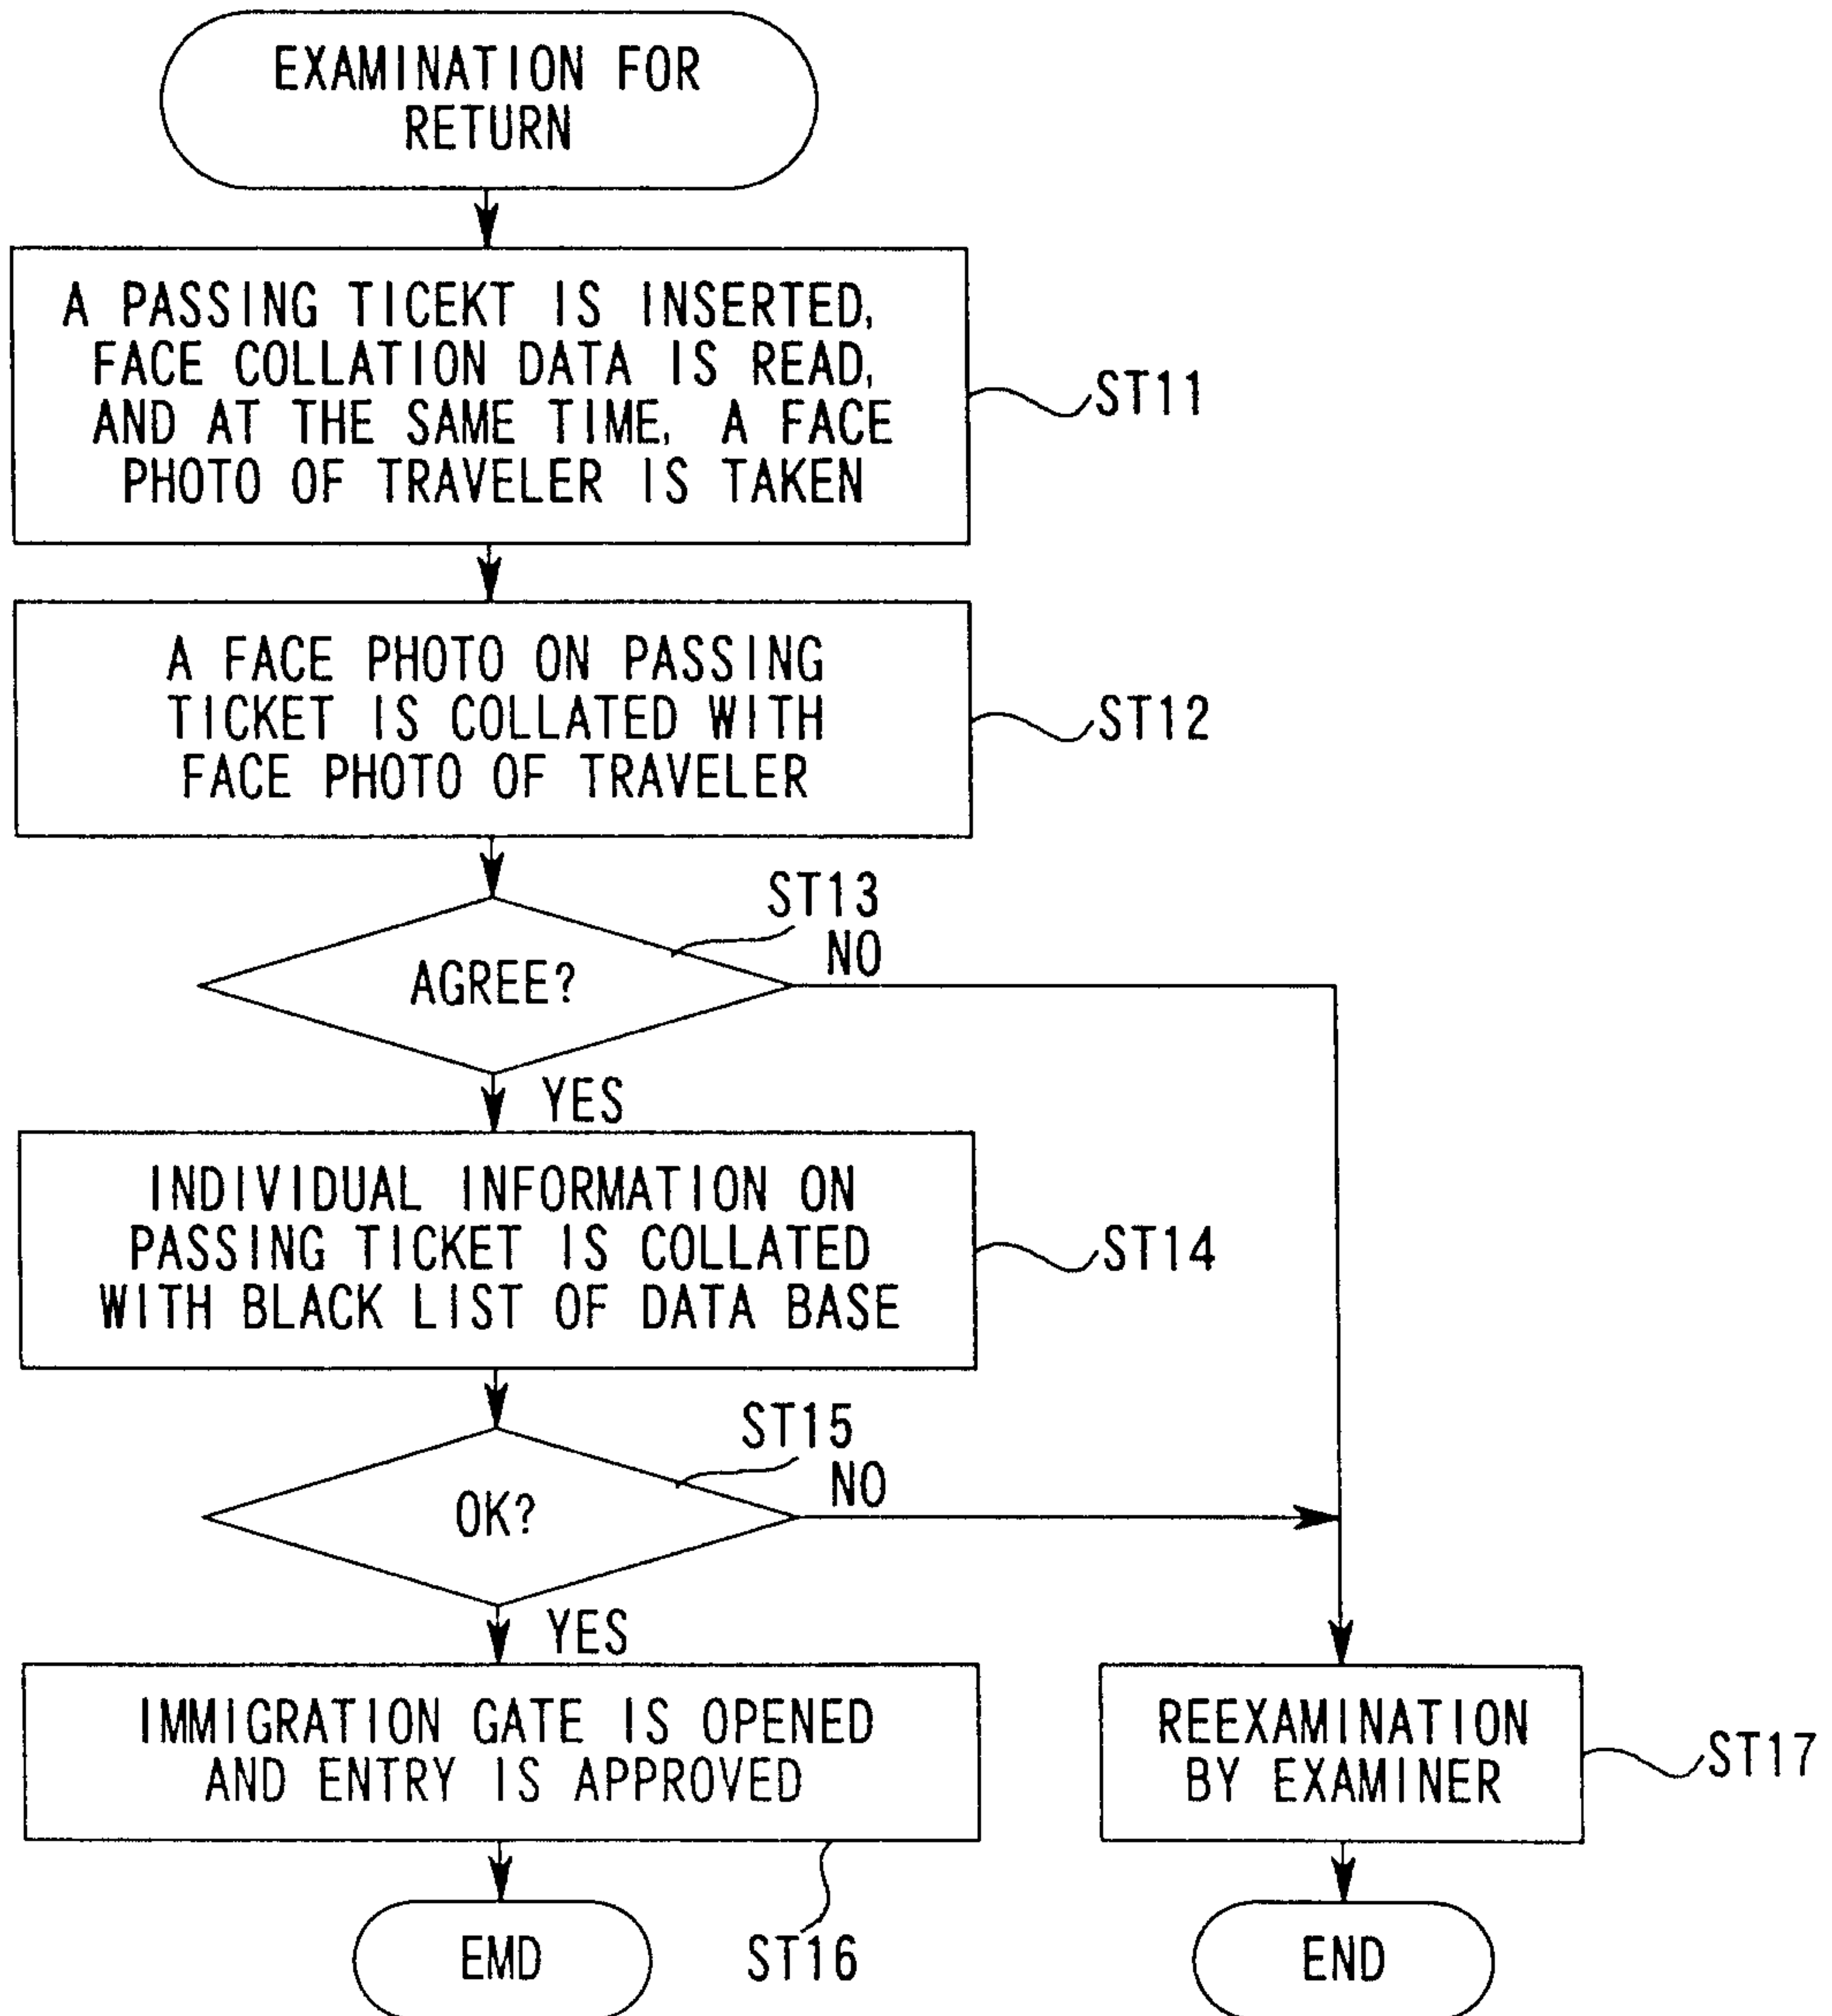 EXAMINATION FOR
RETURN
A PASSING TICEKT IS INSERTED,
FACE COLLATION DATA IS READ,
AND AT THE SAME TIME, A FACE
PHOTO OF TRAVELER IS TAKEN
ST11
A FACE PHOTO ON PASSING
TICKET IS COLLATED WITH
FACE PHOTO OF TRAVELER
ST12
ST13
NO
AGREE?
YES
INDIVIDUAL INFORMATION ON
PASSING TICKET IS COLLATED
WITH BLACK LIST OF DATA BASE
ST14
ST15
NO
OK?
YES
IMMIGRATION GATE IS OPENED
AND ENTRY IS APPROVED
ST16
REEXAMINATION
BY EXAMINER
ST17
EMD
END